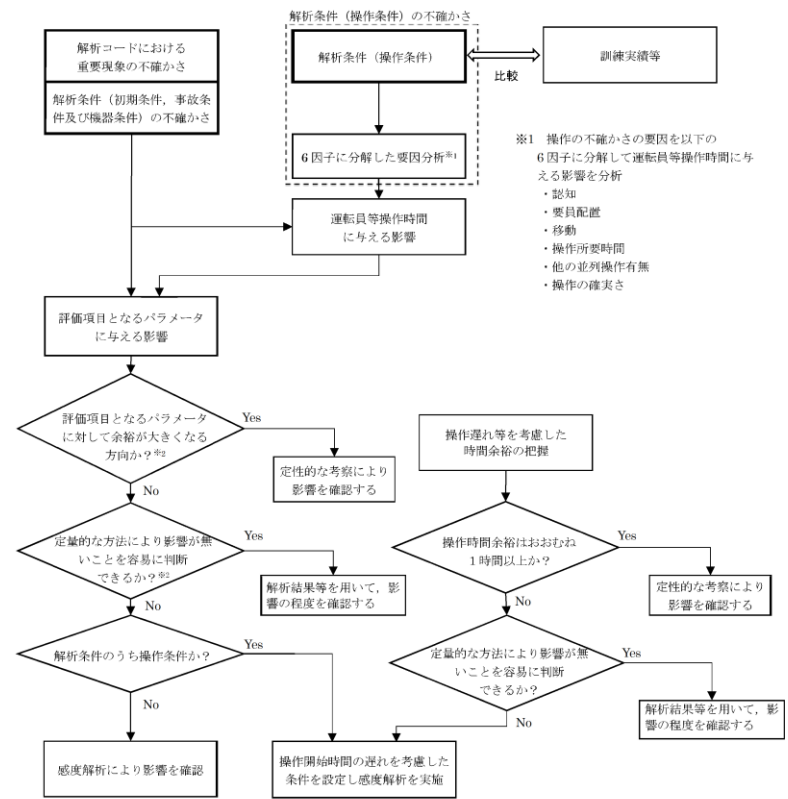 解析条件（操作条件）の不確かさ
解析コードにおける
重要現象の不確かさ
解析条件（初期条件，事故条
件及び機器条件）の不確かさ
解析条件（操作条件）
比較
訓練実績等
6因子に分解した要因分析※1
※1　操作の不確かさの要因を以下の
6因子に分解して運転員等操作時間に与
える影響を分析
・認知
・要員配置
・移動
・操作所要時間
・他の並列操作有無
・操作の確実さ
運転員等操作時間
に与える影響
評価項目となるパラメータ
に与える影響
評価項目となるパラメータ
に対して余裕が大きくなる
方向か？※2
Yes
定性的な考察により
影響を確認する
No
定量的な方法により影響が無
いことを容易に判断
できるか？※2
Yes
解析結果等を用いて，影
響の程度を確認する
No
解析条件のうち操作条件か？
Yes
No
感度解析により影響を確認
操作遅れ等を考慮した
時間余裕の把握
操作時間余裕はおおむね
1時間以上か？
Yes
定性的な考察により
影響を確認する
No
定量的な方法により影響が無
いことを容易に判断
できるか？
Yes
解析結果等を用いて，影
響の程度を確認する
No
操作開始時間の遅れを考慮した
条件を設定し感度解析を実施